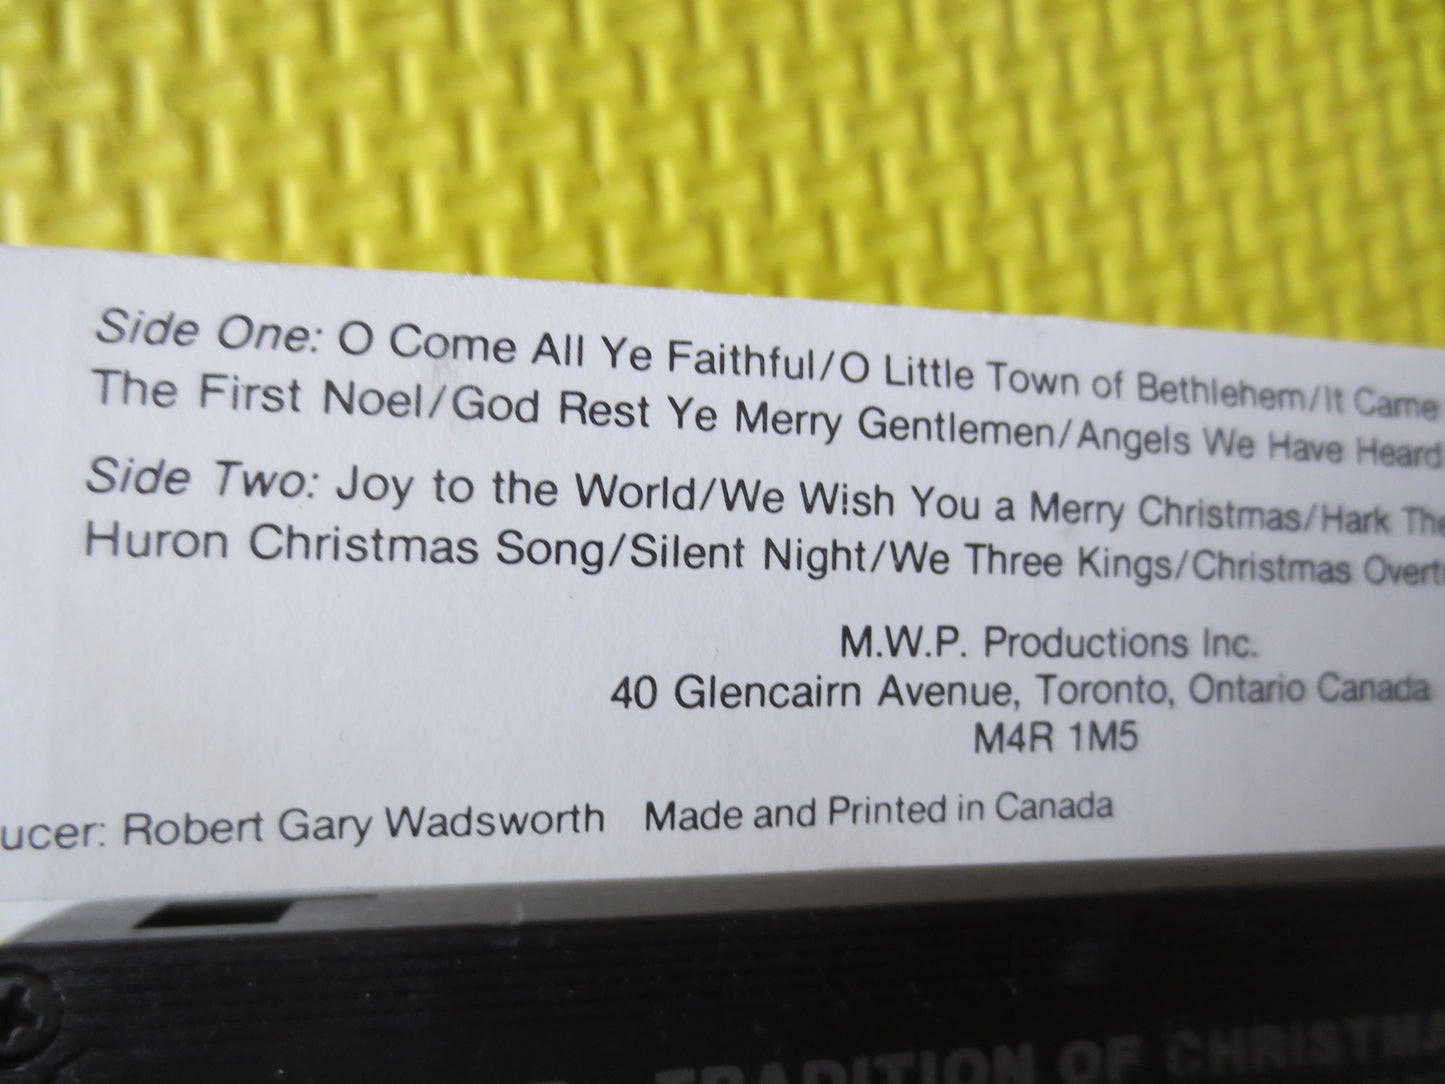 Side One: O Come All Ye Faithful/O Little Town of Bethlehem/It Came
The First Noel/God Rest Ye Merry Gentlemen/Angels We Have Heard
Side Two: Joy to the World/We Wish You a Merry Christmas/Hark The
Huron Christmas Song/Silent Night/We Three Kings/Christmas Overt
M.W.P. Productions Inc.
40 Glencairn Avenue, Toronto, Ontario Canada
M4R 1M5
ucer: Robert Gary Wadsworth Made and Printed in Canada
TRADITION OF CHRISTMA